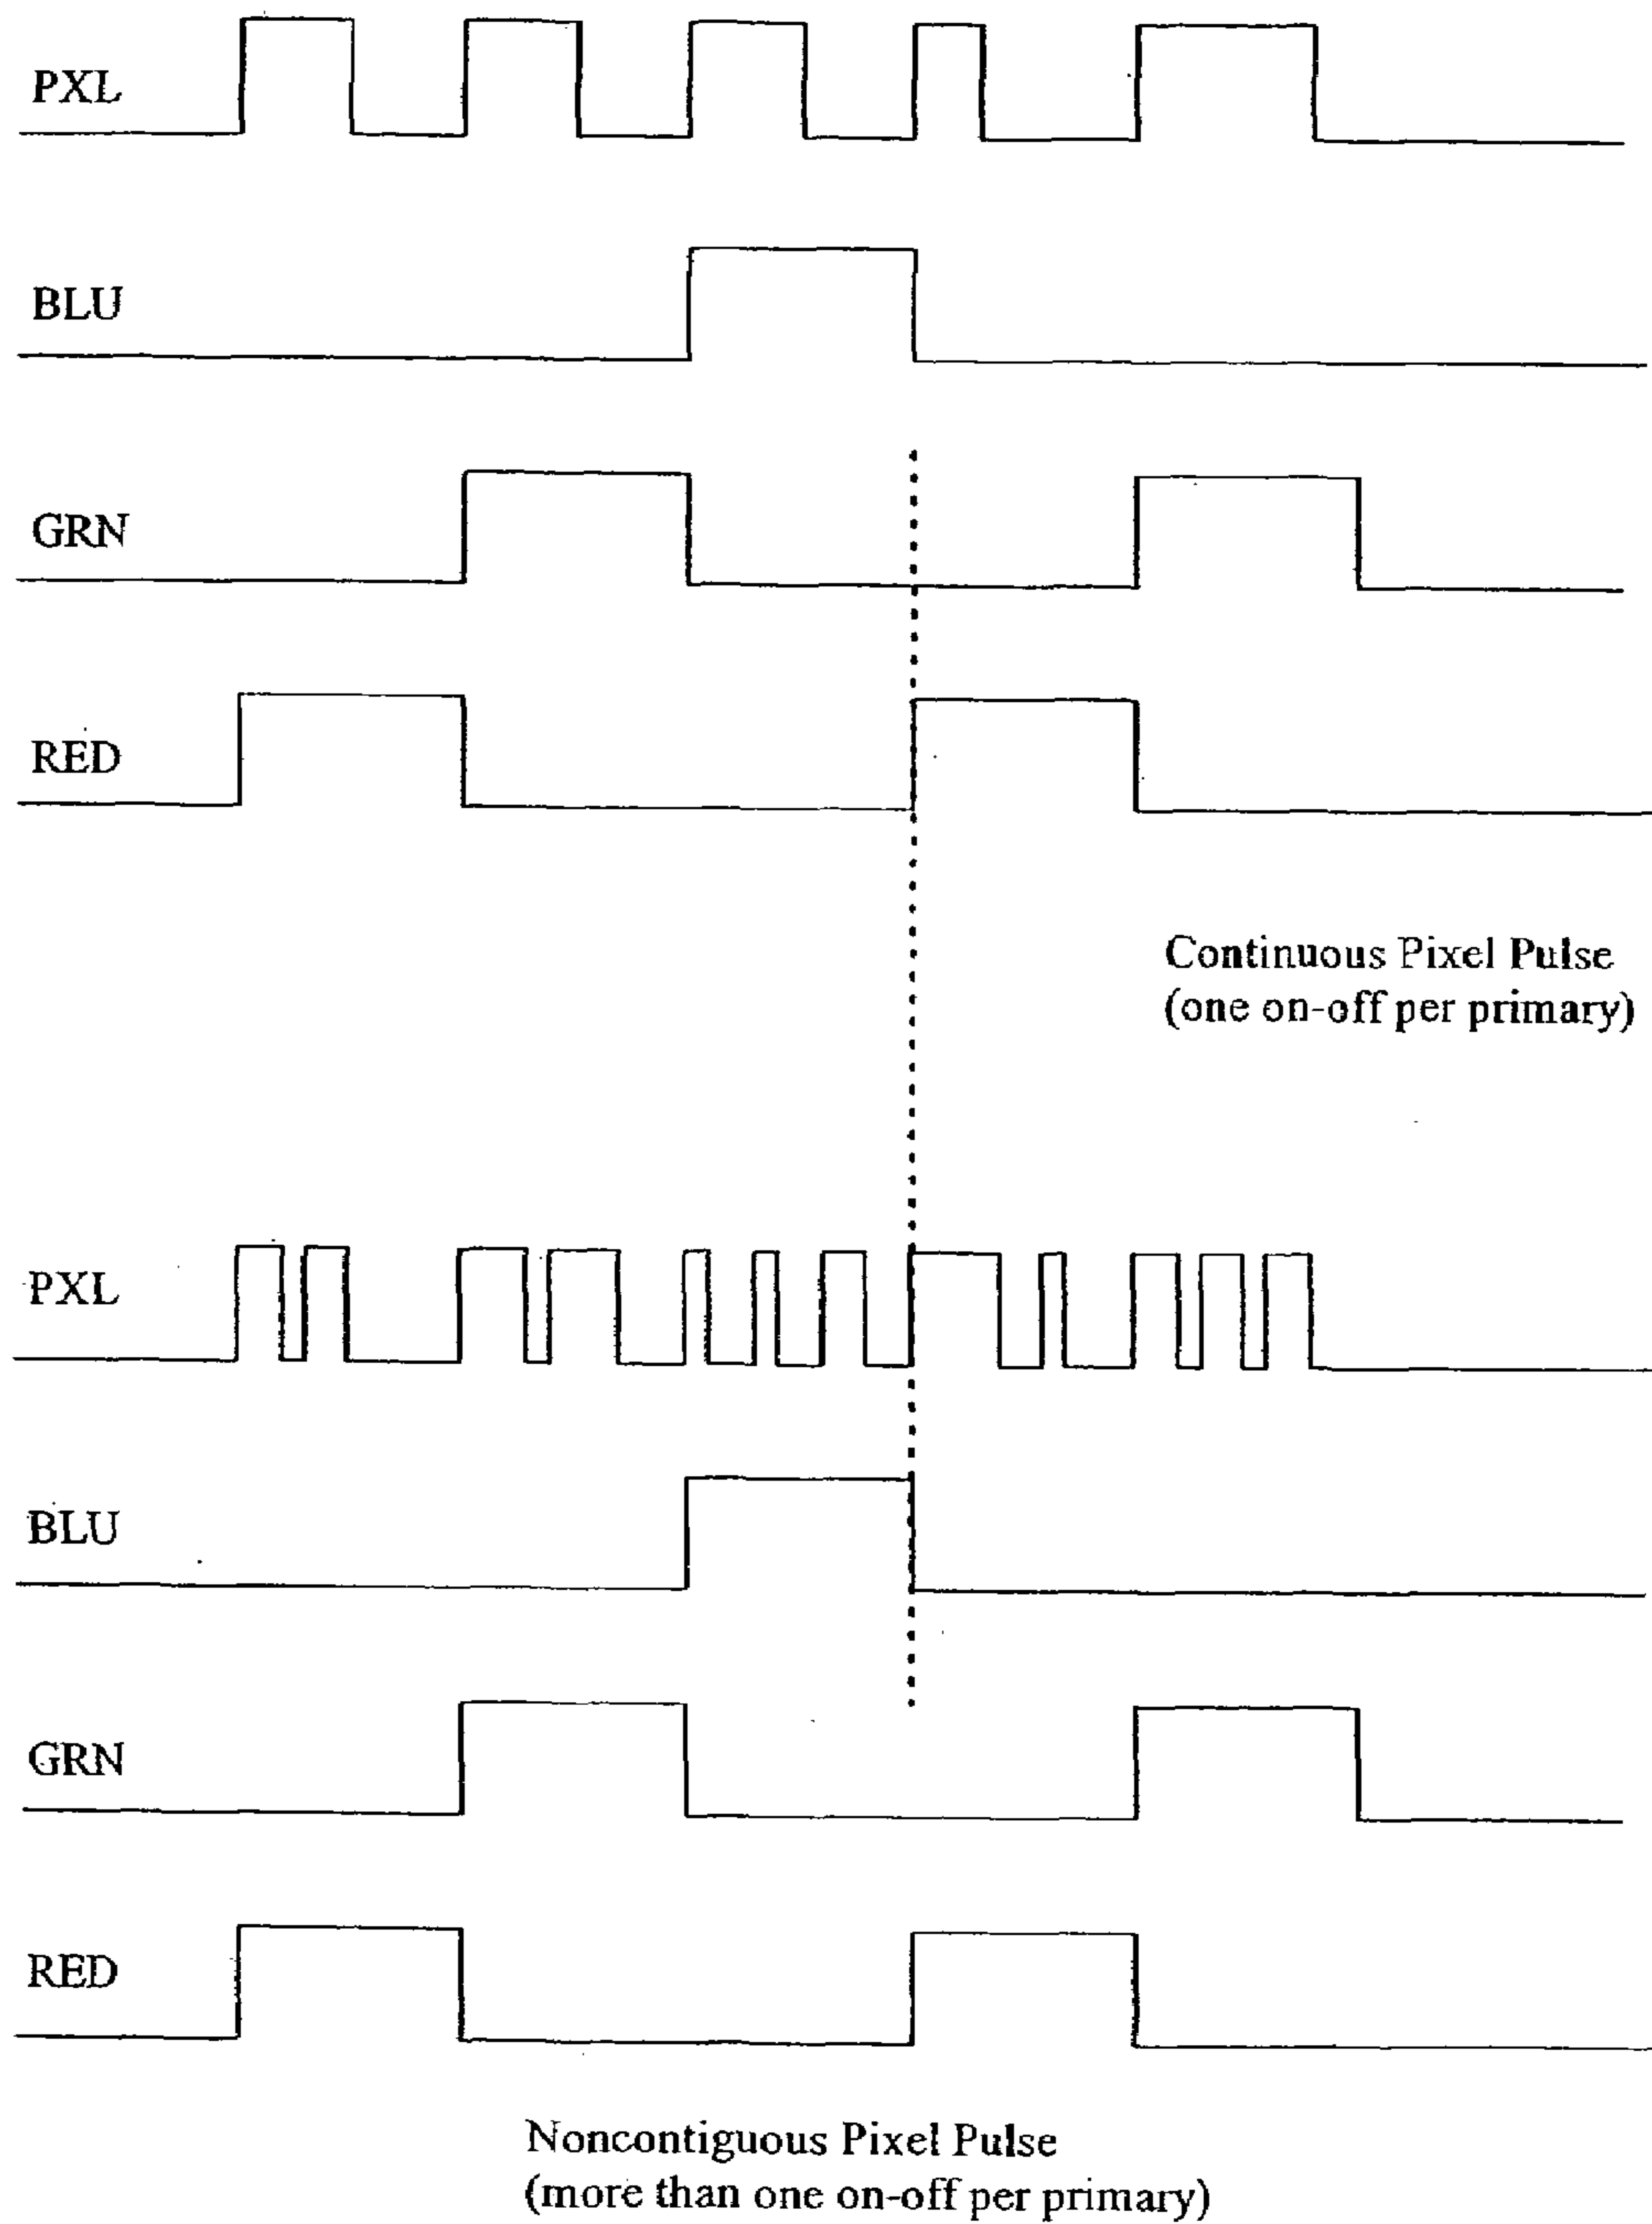 PXL
BLU
GRN
RED
Continuous Pixel Pulse
(one on-off per primary)
PXL
BLU
GRN
RED
Noncontiguous Pixel Pulse
(more than one on-off per primary)